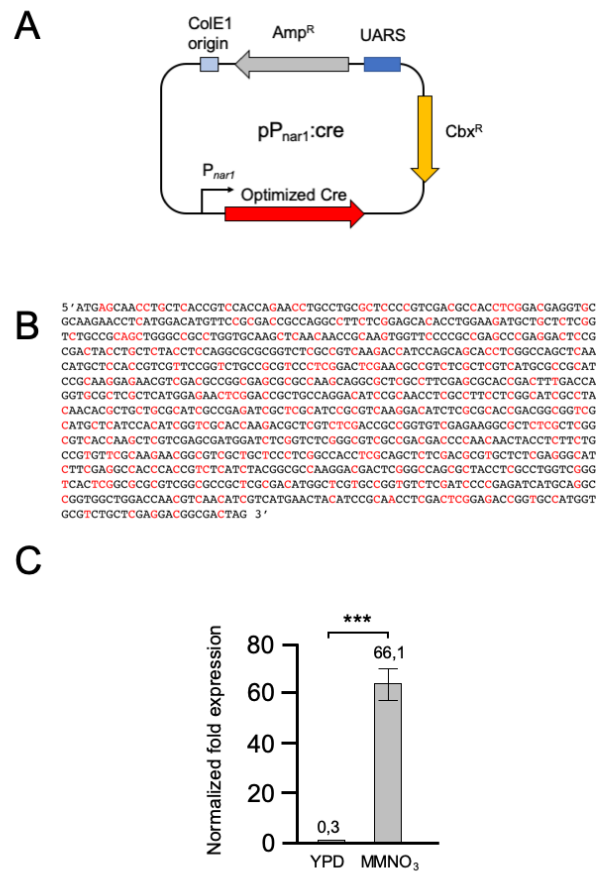 A
ColE1
origin
Amp^R
UARS
pP_nar1:cre
Cbx^R
P_nar1
Optimized Cre
B
5’ATGAGCAACCTGCTCACCGTCCACCAGAACCTGCCTGCGCTCCCCGTCGACGCCACCTCGGACGAGGTGC
GCAAGAACCTCATGGACATGTTCCGCGACCGCCAGGCCTTCTCGGAGCACACCTGGAAGATGCTGCTCTCGG
TCTGCCGCAGCTGGGCCGCCTGGTGCAAGCTCAACAACCGCAAGTGGTTCCCCGCCGAGCCCGAGGACTCCG
CGACTACCTGCTCTACCTCCAGGCGCGCGGTCTCGCCGTCAAGACCATCCAGCAGCACCTCGGCCAGCTCAA
CATGCTCCACCGTCGTTCCGGTCTGCCGCGTCCCTCGGACTCGAACGCCGTCTCGCTCGTCATGCGCCGCAT
CCGCAAGGAGAACGTCGACGCCGGCGAGCGCGCCAAGCAGGCGCTCGCCTTCGAGCGCACCGACTTTGACCA
GGTGCGCTCGCTCATGGAGAACTCGGACCGCTGCCAGGACATCCGCAACCTCGCCTTCCTCGGCATCGCCTA
CAACACGCTGCTGCGCATCGCCGAGATCGCTCGCATCCGCGTCAAGGACATCTCGCGCACCGACGGCGGTCG
CATGCTCATCCACATCGGTCGCACCAAGACGCTCGTCTCGACCGCCGGTGTCGAGAAGGCGCTCTCGCTCGG
CGTCACCAAGCTCGTCGAGCGATGGATCTCGGTCTCGGGCGTCGCCGACGACCCCAACAACTACCTCTTCTG
CCGTGTTCGCAAGAACGGCGTCGCTGCTCCCTCGGCCACCTCGCAGCTCTCGACGCGTGCTCTCGAGGGCAT
CTTCGAGGCCACCCACCGTCTCATCTACGGCGCCAAGGACGACTCGGGCCAGCGCTACCTCGCCTGGTCGGG
TCACTCGGCGCGCGTCGGCGCCGCTCGCGACATGGCTCGTGCCGGTGTCTCGATCCCCGAGATCATGCAGGC
CGGTGGCTGGACCAACGTCAACATCGTCATGAACTACATCCGCAACCTCGACTCGGAGACCGGTGCCATGGT
GCGTCTGCTCGAGGACGGCGACTAG 3’
C
Normalized fold expression
80
60
40
20
0
***
66,1
0,3
YPD
MMNO₃